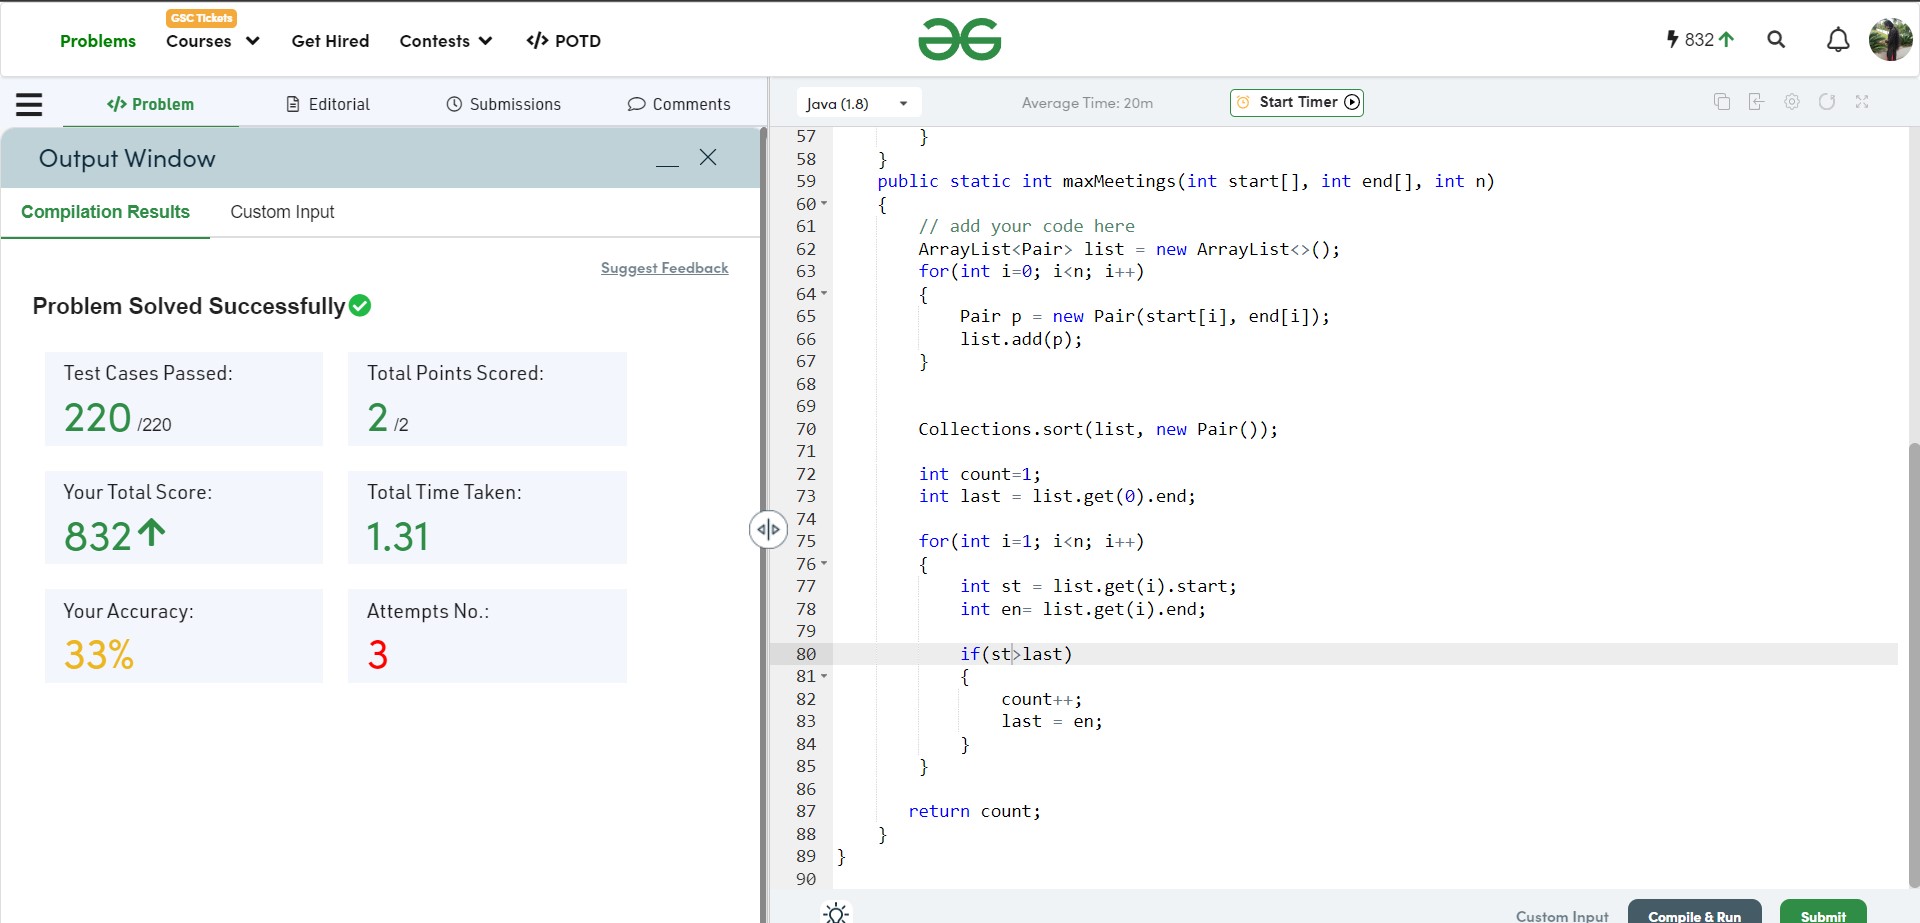 GSC Tickets
Problems Courses Get Hired Contests </> POTD 832
</> Problem Editorial Submissions Comments
Output Window
Compilation Results Custom Input
Suggest Feedback
Problem Solved Successfully
Test Cases Passed: Total Points Scored:
220 /220 2 /2
Your Total Score: Total Time Taken:
832 1.31
Your Accuracy: Attempts No.:
33% 3
Java (1.8) Average Time: 20m Start Timer
57 }
58 }
59 public static int maxMeetings(int start[], int end[], int n)
60 {
61 // add your code here
62 ArrayList<Pair> list = new ArrayList<>();
63 for(int i=0; i<n; i++)
64 {
65 Pair p = new Pair(start[i], end[i]);
66 list.add(p);
67 }
68
69
70 Collections.sort(list, new Pair());
71
72 int count=1;
73 int last = list.get(0).end;
74
75 for(int i=1; i<n; i++)
76 {
77 int st = list.get(i).start;
78 int en= list.get(i).end;
79
80 if(st>last)
81 {
82 count++;
83 last = en;
84 }
85 }
86
87 return count;
88 }
89 }
90
Custom Input Compile & Run Submit